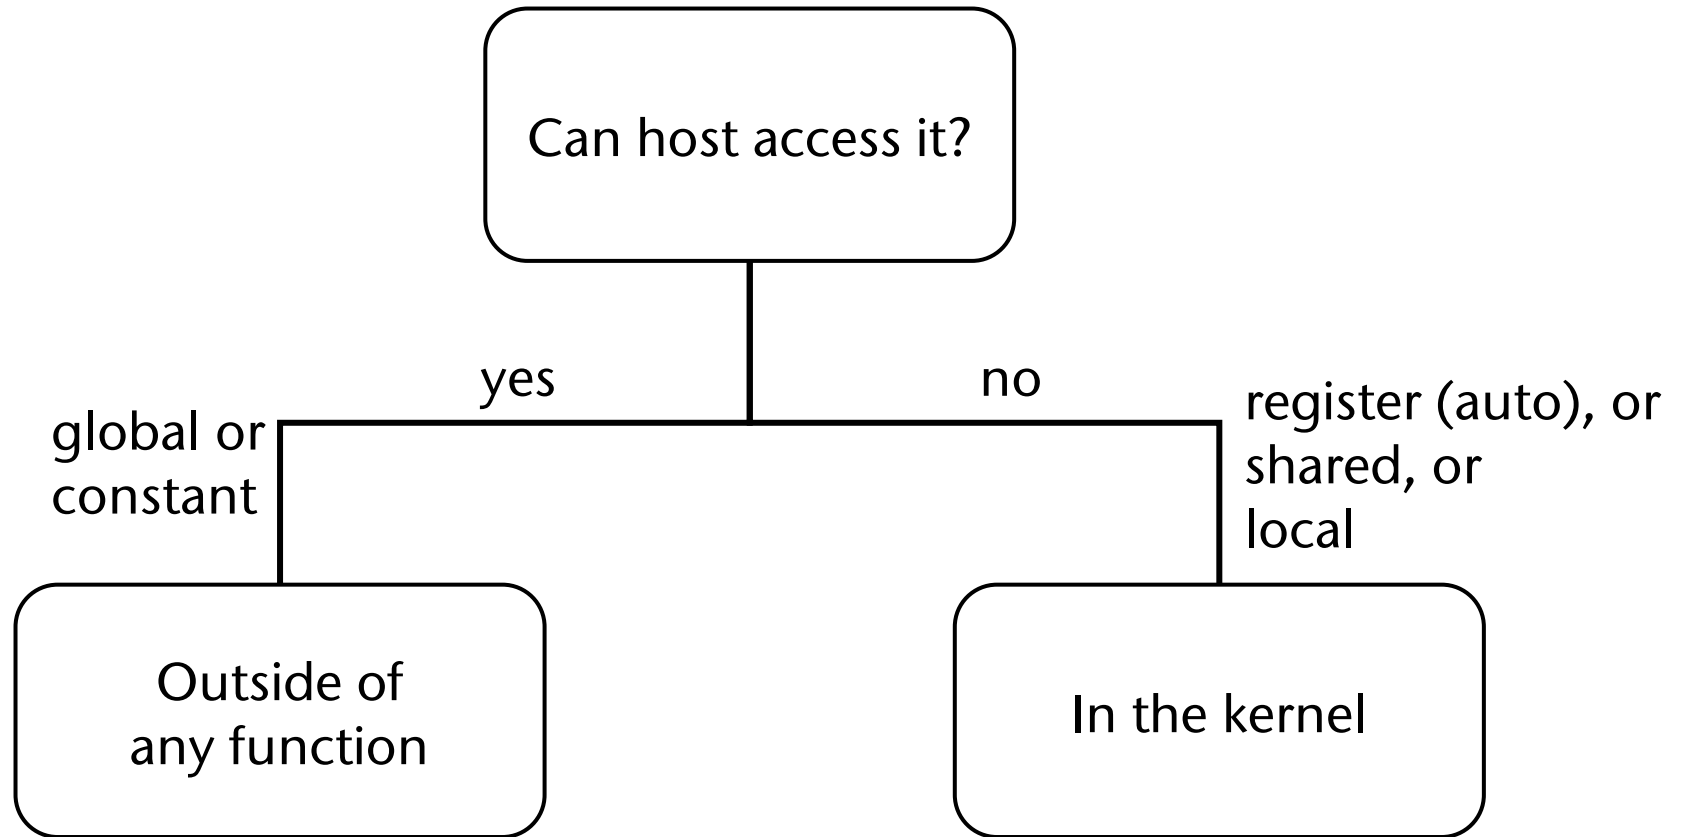 Can host access it?
yes
no
global or
constant
register (auto), or
shared, or
local
Outside of
any function
In the kernel